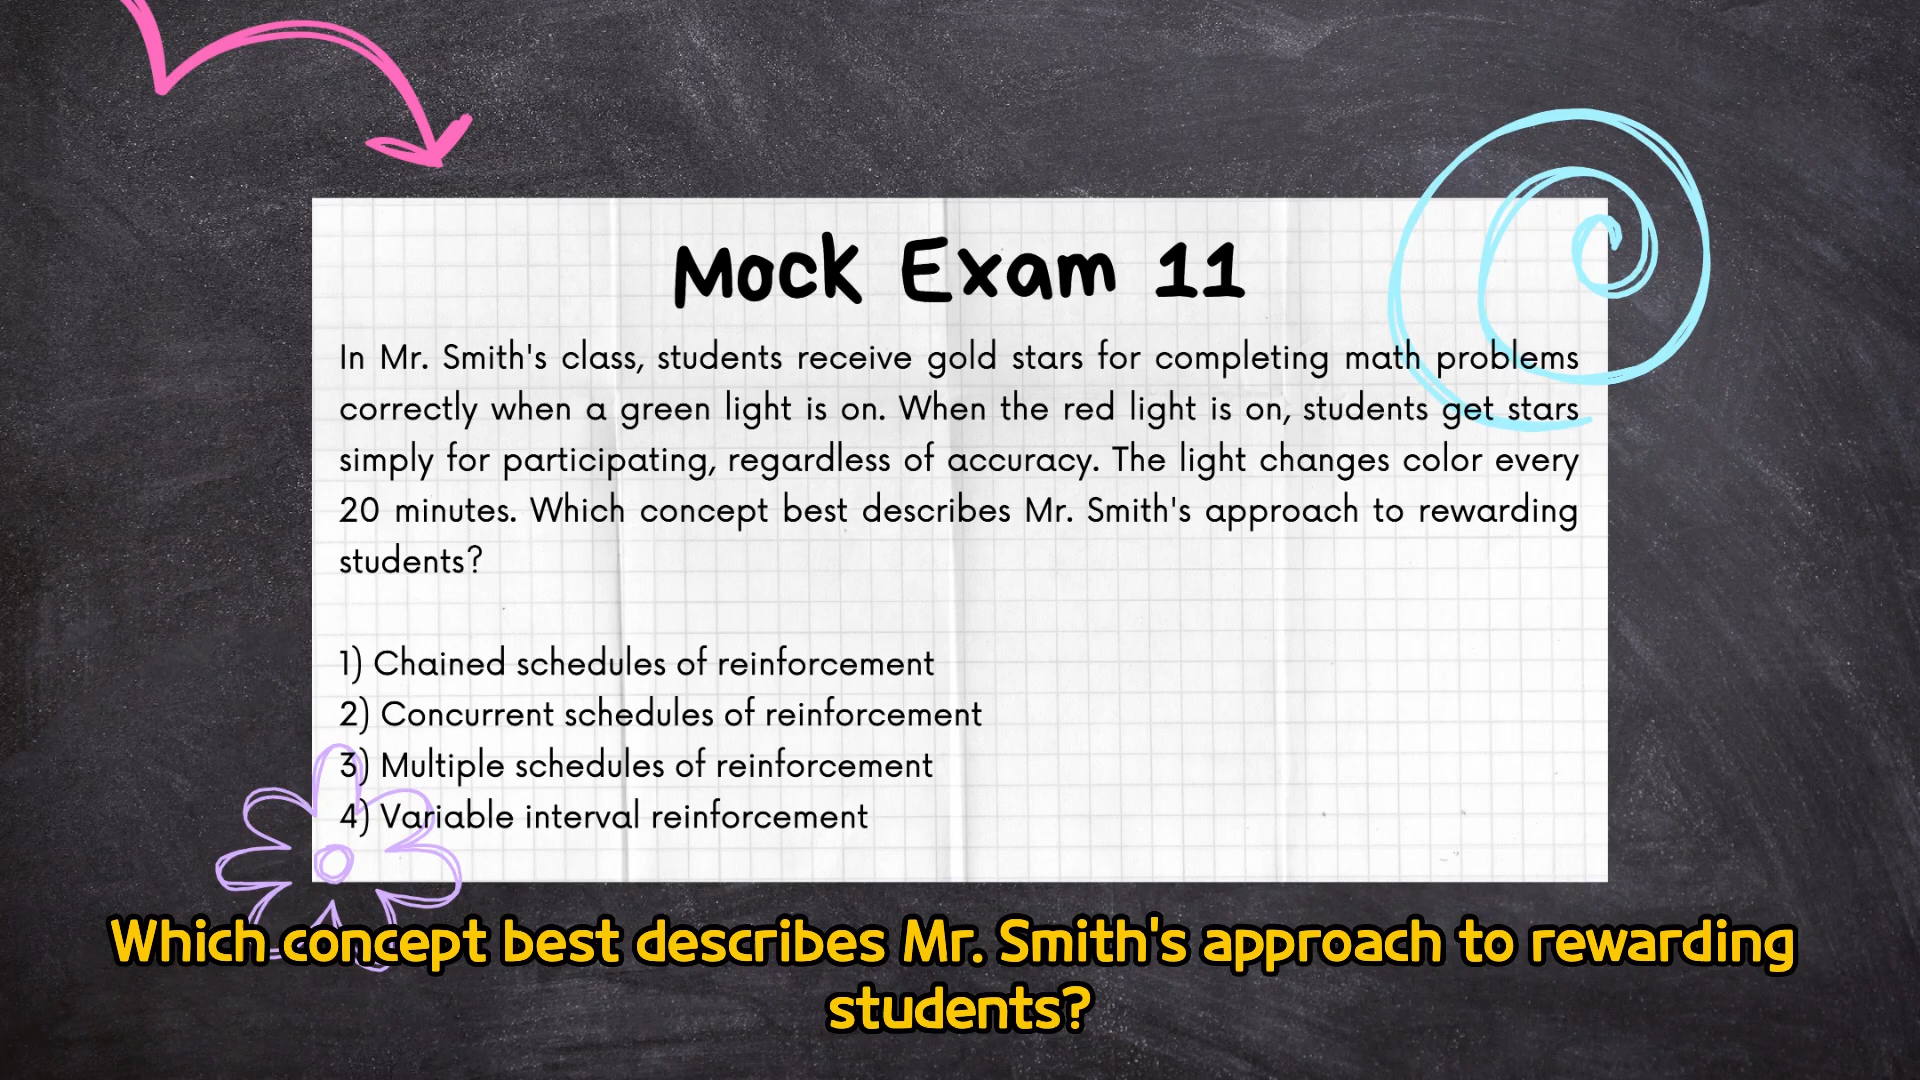 Mock Exam 11
In Mr. Smith's class, students receive gold stars for completing math problems
correctly when a green light is on. When the red light is on, students get stars
simply for participating, regardless of accuracy. The light changes color every
20 minutes. Which concept best describes Mr. Smith's approach to rewarding
students?
1) Chained schedules of reinforcement
2) Concurrent schedules of reinforcement
3) Multiple schedules of reinforcement
4) Variable interval reinforcement
Which concept best describes Mr. Smith's approach to rewarding
students?